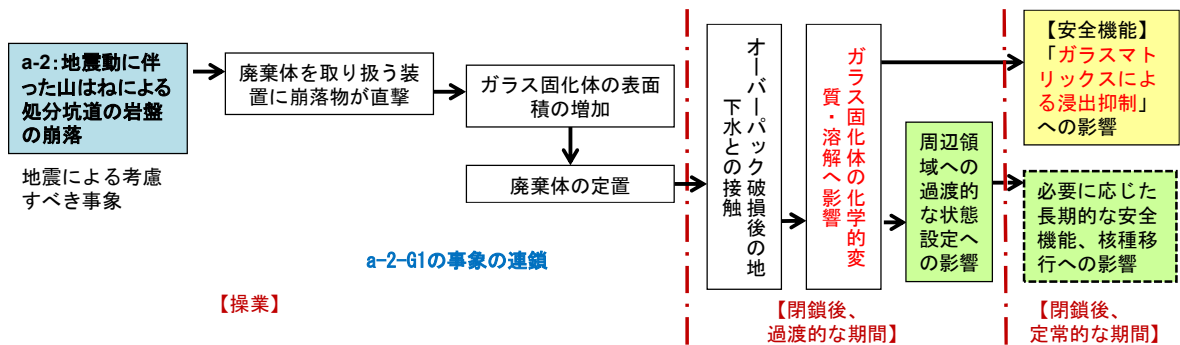 a-2：地震動に伴
った山はねによる
処分坑道の岩盤
の崩落
地震による考慮
すべき事象
廃棄体を取り扱う装
置に崩落物が直撃
ガラス固化体の表面
積の増加
廃棄体の定置
a-2-G1の事象の連鎖
【操業】
オーバーパック破損後の地
下水との接触
ガラス固化体の化学的変
質・溶解へ影響
周辺領
域への
過渡的
な状態
設定へ
の影響
【閉鎖後、
過渡的な期間】
【安全機能】
「ガラスマト
リックスによ
る浸出抑制」
への影響
必要に応じた
長期的な安全
機能、核種移
行への影響
【閉鎖後、
定常的な期間】